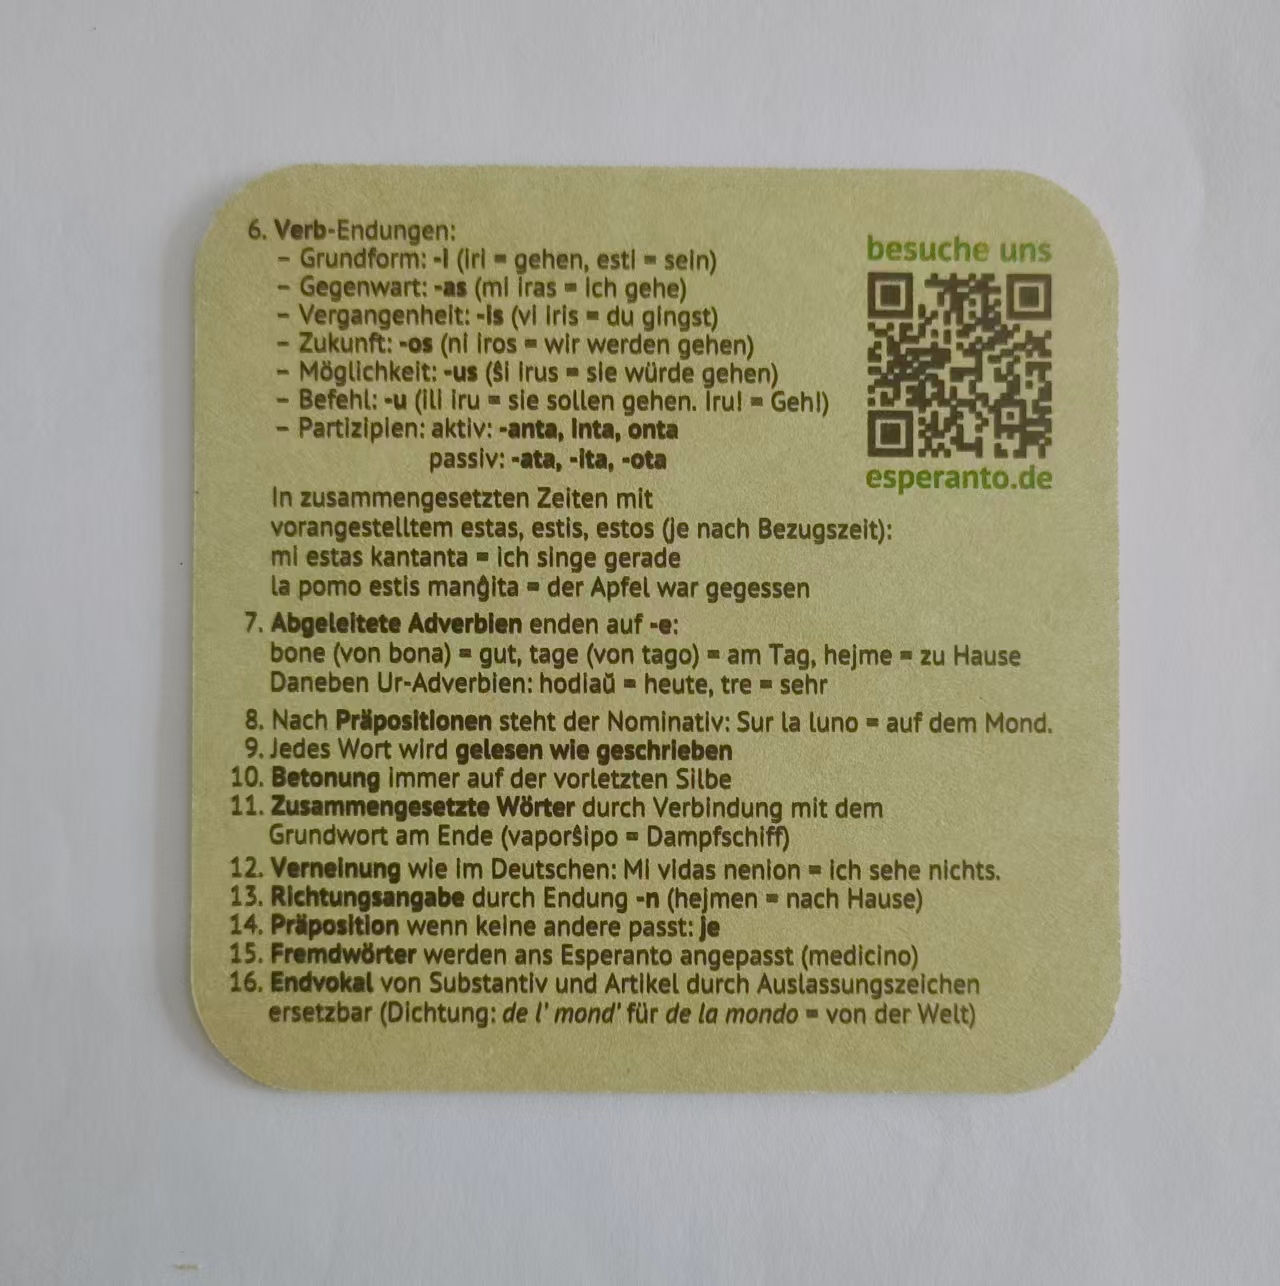 6. Verb-Endungen:
– Grundform: -i (iri = gehen, esti = sein)
– Gegenwart: -as (mi iras = ich gehe)
– Vergangenheit: -is (vi iris = du gingst)
– Zukunft: -os (ni iros = wir werden gehen)
– Möglichkeit: -us (ŝi irus = sie würde gehen)
– Befehl: -u (ili iru = sie sollen gehen. Iru! = Geh!)
– Partizipien: aktiv: -anta, inta, onta
passiv: -ata, -ita, -ota
In zusammengesetzten Zeiten mit
vorangestelltem estas, estis, estos (je nach Bezugszeit):
mi estas kantanta = ich singe gerade
la pomo estis manĝita = der Apfel war gegessen
besuche uns
esperanto.de
7. Abgeleitete Adverbien enden auf -e:
bone (von bona) = gut, tage (von tago) = am Tag, hejme = zu Hause
Daneben Ur-Adverbien: hodiaŭ = heute, tre = sehr
8. Nach Präpositionen steht der Nominativ: Sur la luno = auf dem Mond.
9. Jedes Wort wird gelesen wie geschrieben
10. Betonung immer auf der vorletzten Silbe
11. Zusammengesetzte Wörter durch Verbindung mit dem
Grundwort am Ende (vaporŝipo = Dampfschiff)
12. Verneinung wie im Deutschen: Mi vidas nenion = ich sehe nichts.
13. Richtungsangabe durch Endung -n (hejmen = nach Hause)
14. Präposition wenn keine andere passt: je
15. Fremdwörter werden ans Esperanto angepasst (medicino)
16. Endvokal von Substantiv und Artikel durch Auslassungszeichen
ersetzbar (Dichtung: de l' mond' für de la mondo = von der Welt)